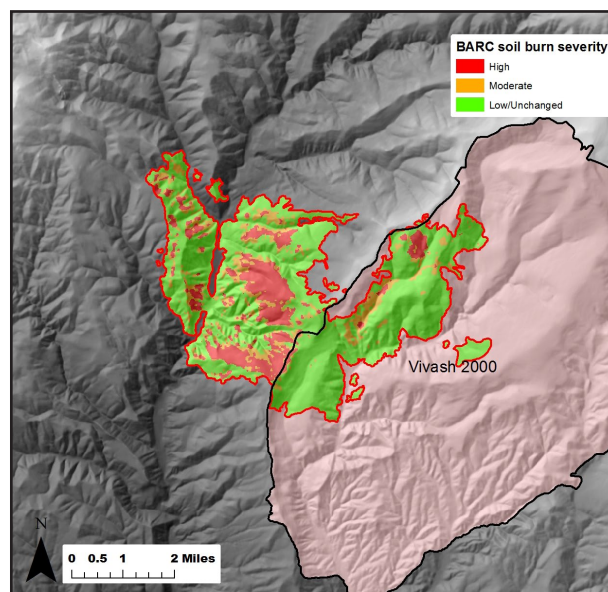 BARC soil burn severity
High
Moderate
Low/Unchanged
Vivash 2000
N
0 0.5 1 2 Miles